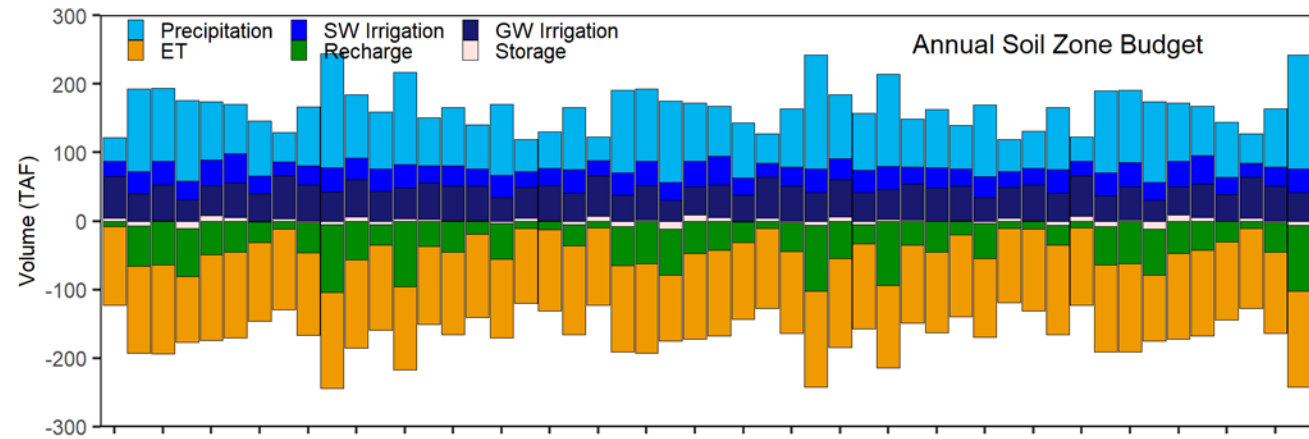 300
Precipitation SW Irrigation GW Irrigation
ET Recharge Storage
Annual Soil Zone Budget
200
100
0
-100
-200
-300
Volume (TAF)